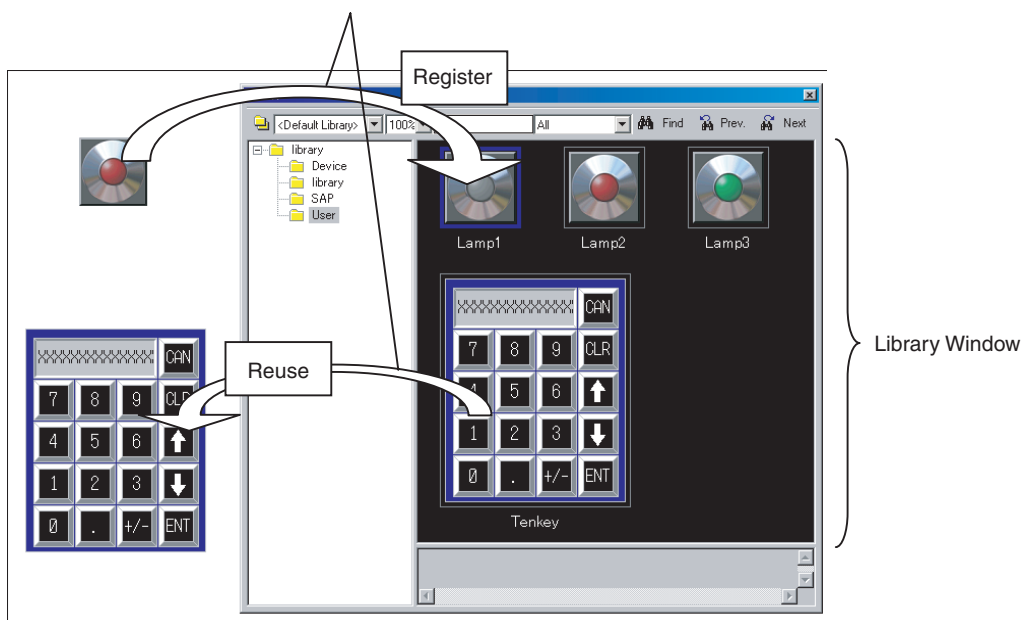 Register
<Default Library> 100% All Find Prev. Next
library
Device
library
SAP
User
Lamp1 Lamp2 Lamp3
XXXXXXXXXXXXX CAN
7 8 9 CLR
4 5 6
1 2 3
0 . +/- ENT
Tenkey
Library Window
Reuse
XXXXXXXXXXXXX CAN
7 8 9 CLR
4 5 6
1 2 3
0 . +/- ENT